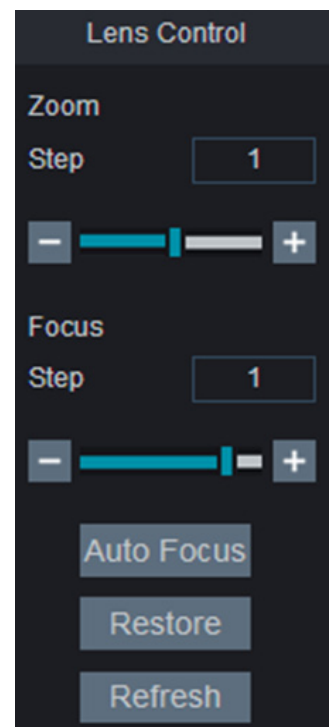 Lens Control
Zoom
Step 1
− +
Focus
Step 1
− +
Auto Focus
Restore
Refresh